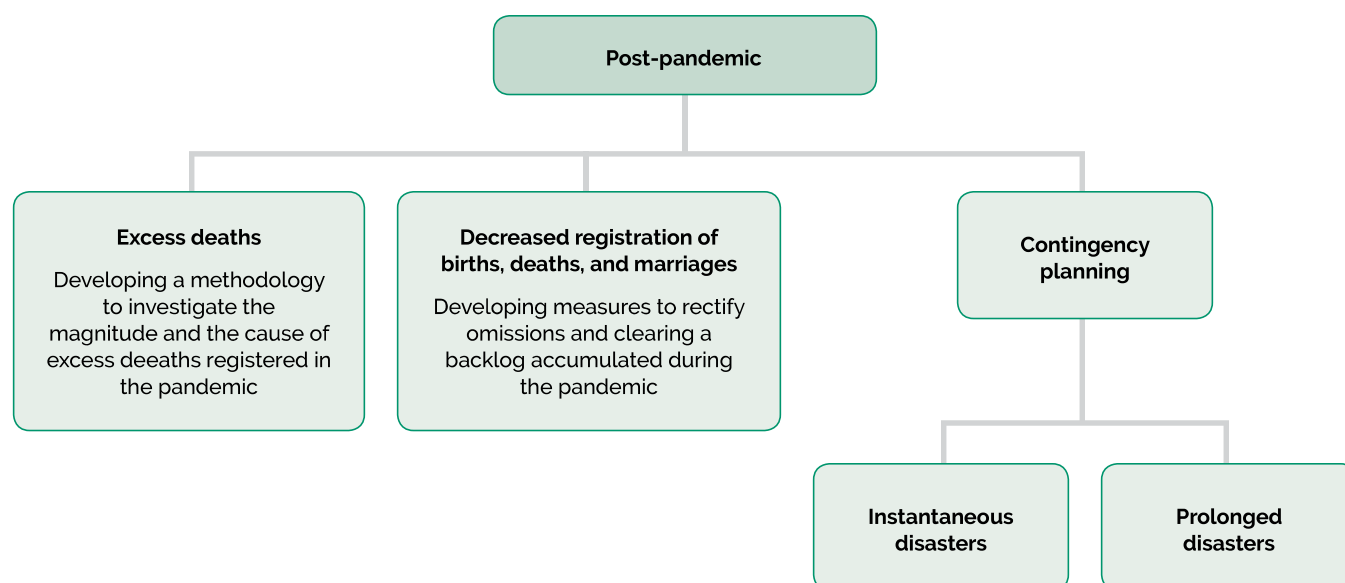 Post-pandemic
Excess deaths
Developing a methodology
to investigate the
magnitude and the cause of
excess deeaths registered in
the pandemic
Decreased registration of
births, deaths, and marriages
Developing measures to rectify
omissions and clearing a
backlog accumulated during
the pandemic
Contingency
planning
Instantaneous
disasters
Prolonged
disasters